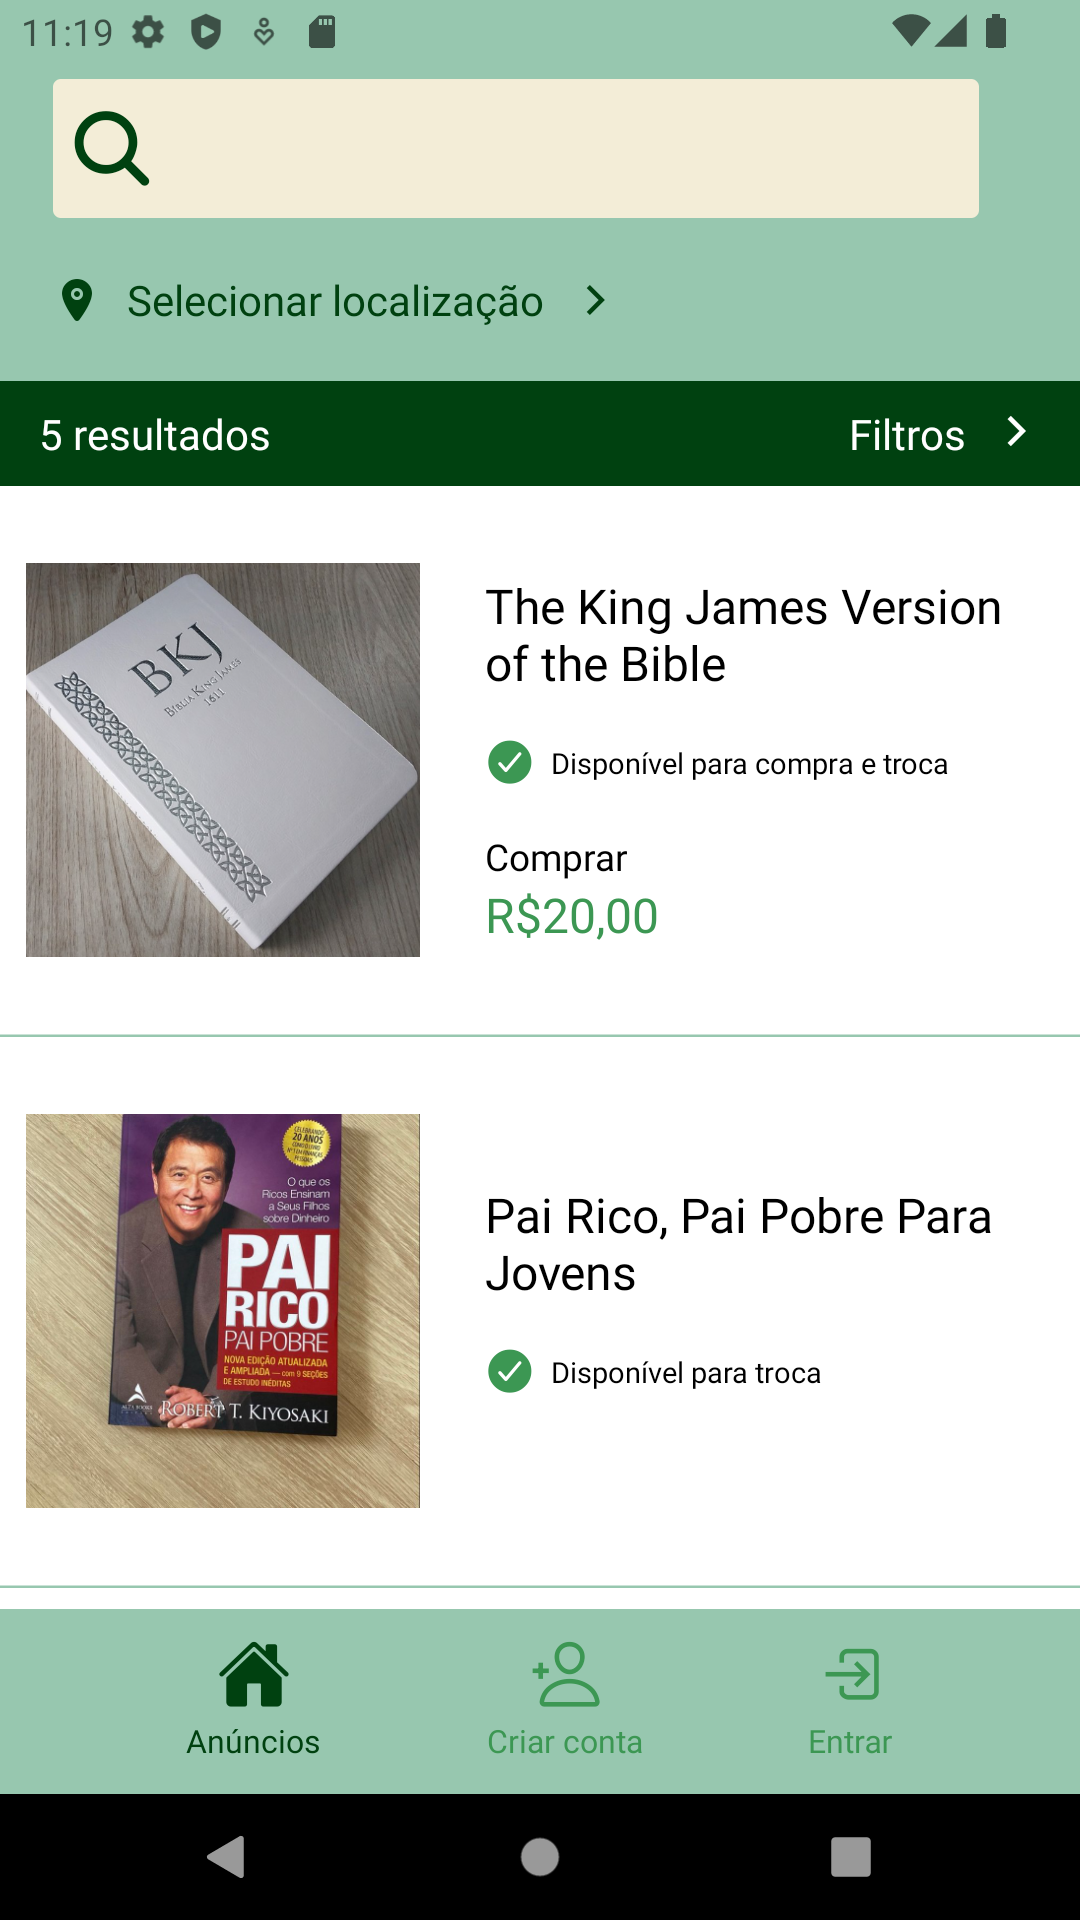 11:19
Selecionar localização
5 resultados
Filtros
BKJ
BÍBLIA KING JAMES
1611
The King James Version
of the Bible
Disponível para compra e troca
Comprar
R$20,00
CELEBRANDO
20 ANOS
O que os
Ricos Ensinam
a Seus Filhos
sobre Dinheiro
PAI
RICO
PAI POBRE
NOVA EDIÇÃO ATUALIZADA
E AMPLIADA — com 9 SEÇÕES
DE ESTUDO INÉDITAS
ROBERT T. KIYOSAKI
Pai Rico, Pai Pobre Para
Jovens
Disponível para troca
Anúncios
Criar conta
Entrar